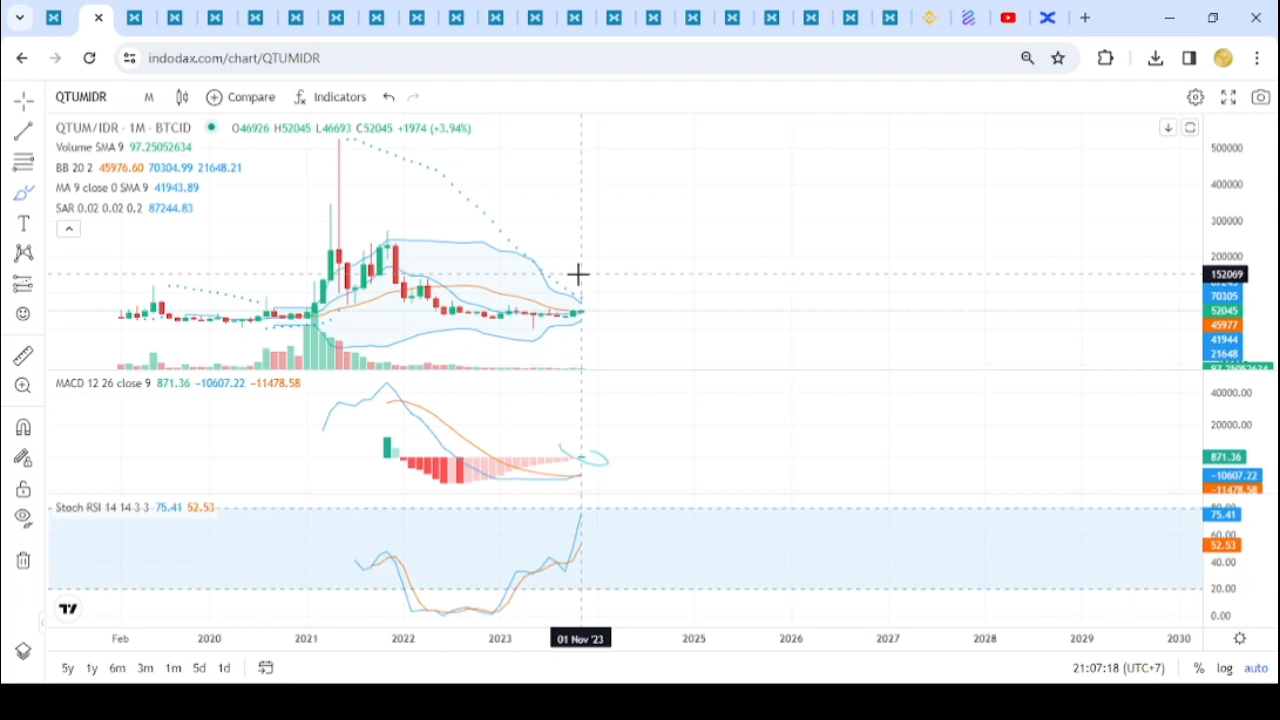 indodax.com/chart/QTUMIDR
QTUMIDR M Compare Indicators
QTUM/IDR · 1M · BTCID O46926 H52045 L46693 C52045 +1974 (+3.94%)
Volume SMA 9 97.25052634
BB 20 2 45976.60 70304.99 21648.21
MA 9 close 0 SMA 9 41943.89
SAR 0.02 0.02 0.2 87244.83
500000
400000
300000
200000
152069
70305
52045
45977
41944
21648
97.25052634
MACD 12 26 close 9 871.36 −10607.22 −11478.58
40000.00
20000.00
871.36
−10607.22
−11478.58
Stoch RSI 14 14 3 3 75.41 52.53
80.00
75.41
60.00
52.53
40.00
20.00
0.00
Feb 2020 2021 2022 2023 01 Nov '23 2025 2026 2027 2028 2029 2030
5y 1y 6m 3m 1m 5d 1d 21:07:18 (UTC+7) % log auto